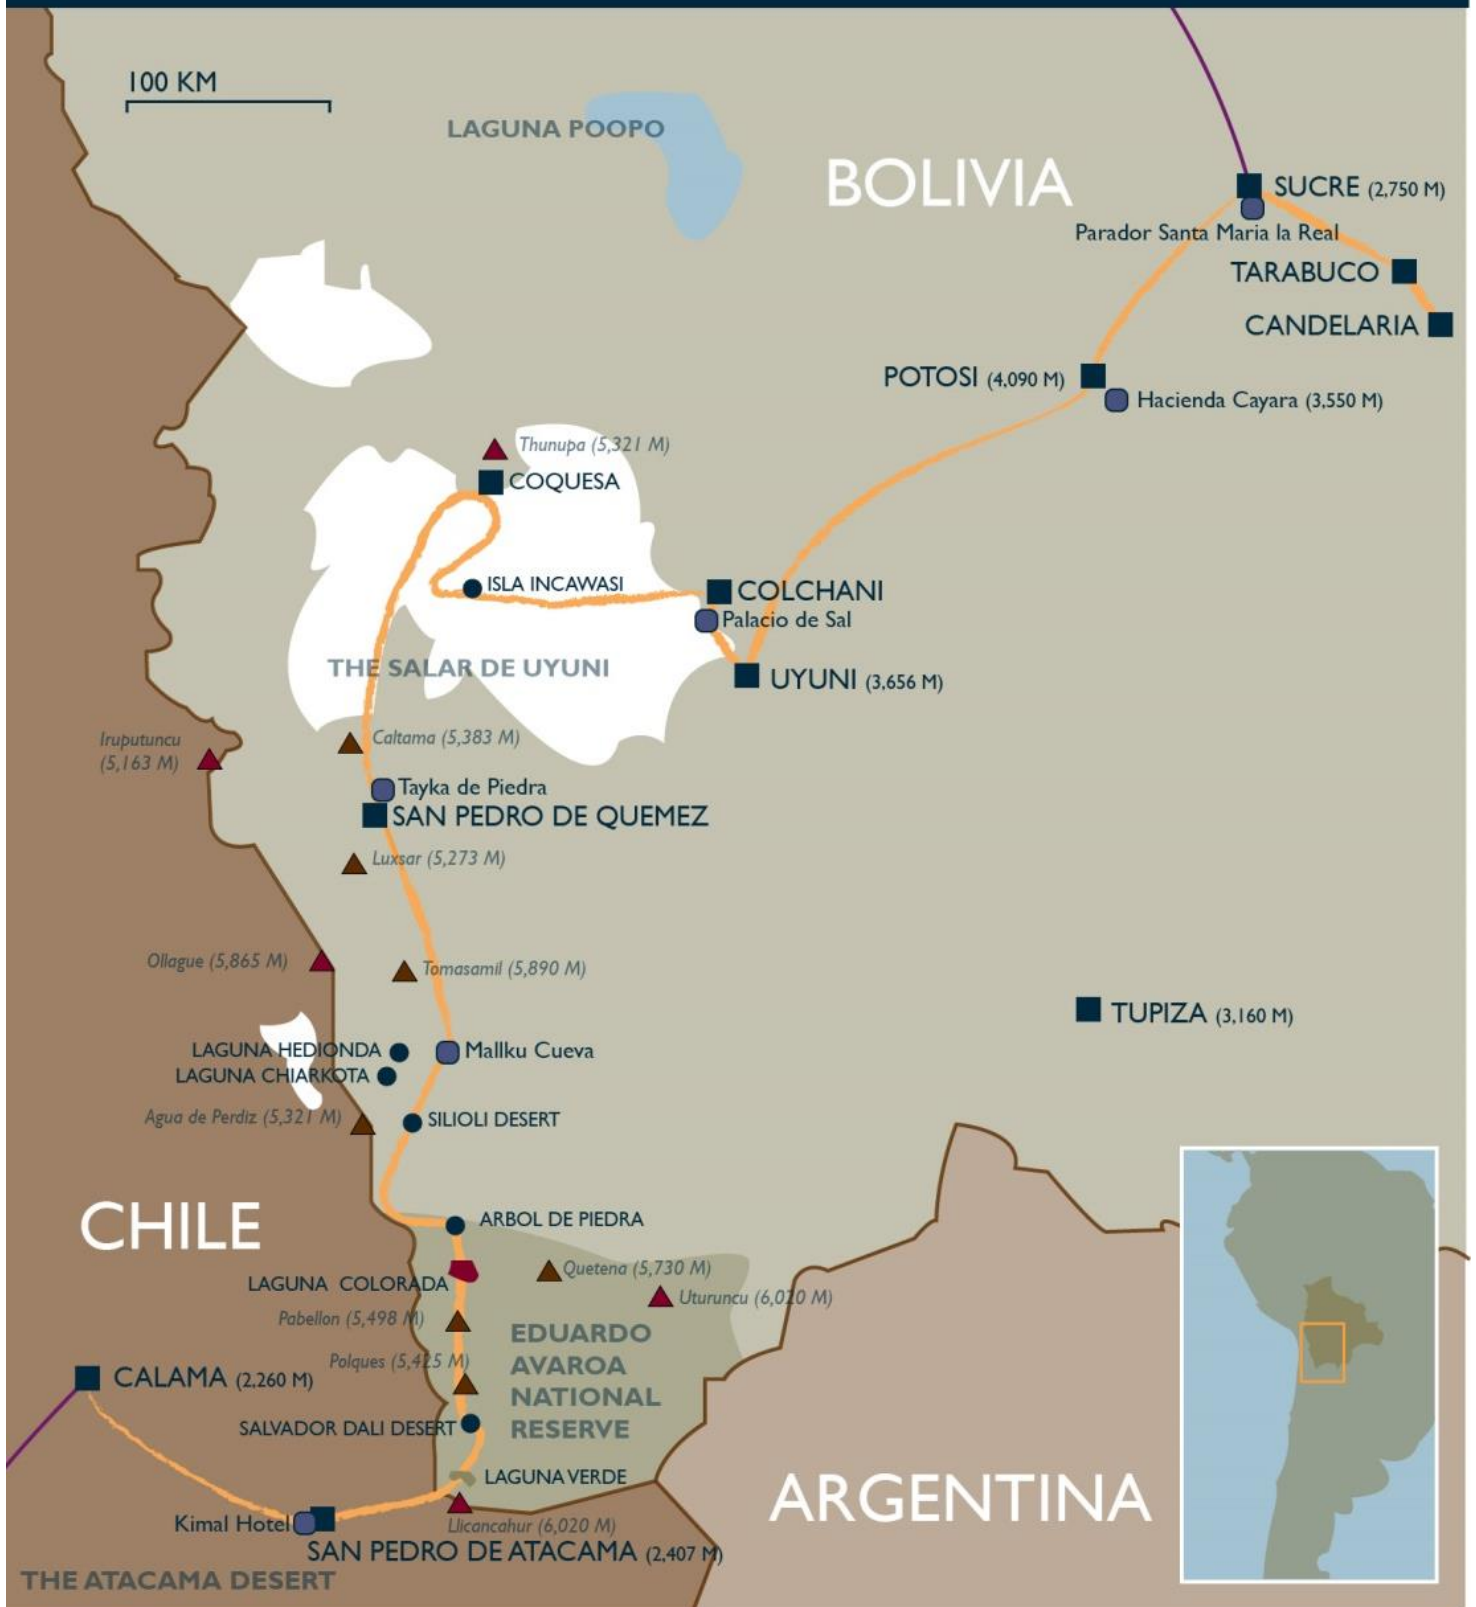 100 KM
LAGUNA POOPO
BOLIVIA
SUCRE (2,750 M)
Parador Santa Maria la Real
TARABUCO
CANDELARIA
POTOSI (4,090 M)
Hacienda Cayara (3,550 M)
Thunupa (5,321 M)
COQUESA
ISLA INCAWASI
COLCHANI
Palacio de Sal
THE SALAR DE UYUNI
UYUNI (3,656 M)
Iruputuncu
(5,163 M)
Caltama (5,383 M)
Tayka de Piedra
SAN PEDRO DE QUEMEZ
Luxsar (5,273 M)
Ollague (5,865 M)
Tomasamil (5,890 M)
TUPIZA (3,160 M)
LAGUNA HEDIONDA
Mallku Cueva
LAGUNA CHIARKOTA
Agua de Perdiz (5,321 M)
SILIOLI DESERT
CHILE
ARBOL DE PIEDRA
Quetena (5,730 M)
LAGUNA COLORADA
Uturuncu (6,020 M)
Pabellon (5,498 M)
EDUARDO
AVAROA
NATIONAL
RESERVE
Polques (5,425 M)
CALAMA (2,260 M)
SALVADOR DALI DESERT
LAGUNA VERDE
ARGENTINA
Kimal Hotel
Llicancahur (6,020 M)
SAN PEDRO DE ATACAMA (2,407 M)
THE ATACAMA DESERT